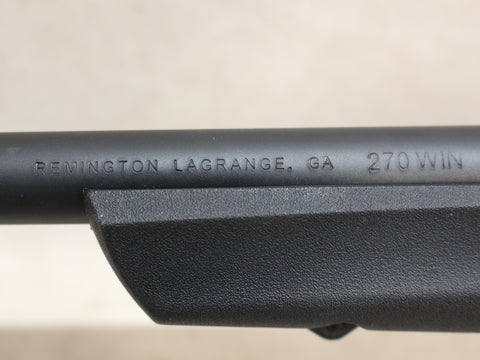 REMINGTON LAGRANGE, GA 270 WIN